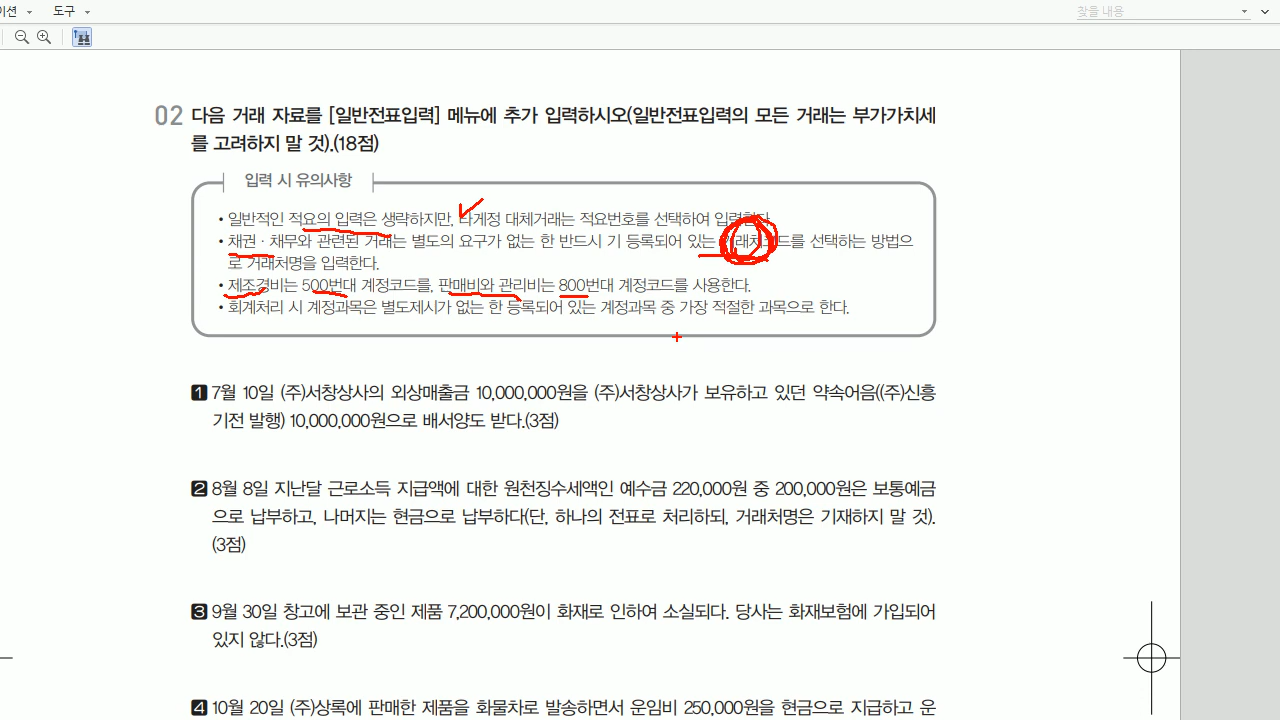 이션
도구
찾을 내용
02 다음 거래 자료를 [일반전표입력] 메뉴에 추가 입력하시오(일반전표입력의 모든 거래는 부가가치세
를 고려하지 말 것).(18점)
입력 시 유의사항
• 일반적인 적요의 입력은 생략하지만, 타계정 대체거래는 적요번호를 선택하여 입력한다.
• 채권 · 채무와 관련된 거래는 별도의 요구가 없는 한 반드시 기 등록되어 있는 거래처코드를 선택하는 방법으
로 거래처명을 입력한다.
• 제조경비는 500번대 계정코드를, 판매비와 관리비는 800번대 계정코드를 사용한다.
• 회계처리 시 계정과목은 별도제시가 없는 한 등록되어 있는 계정과목 중 가장 적절한 과목으로 한다.
1 7월 10일 (주)서창상사의 외상매출금 10,000,000원을 (주)서창상사가 보유하고 있던 약속어음((주)신흥
기전 발행) 10,000,000원으로 배서양도 받다.(3점)
2 8월 8일 지난달 근로소득 지급액에 대한 원천징수세액인 예수금 220,000원 중 200,000원은 보통예금
으로 납부하고, 나머지는 현금으로 납부하다(단, 하나의 전표로 처리하되, 거래처명은 기재하지 말 것).
(3점)
3 9월 30일 창고에 보관 중인 제품 7,200,000원이 화재로 인하여 소실되다. 당사는 화재보험에 가입되어
있지 않다.(3점)
4 10월 20일 (주)상록에 판매한 제품을 화물차로 발송하면서 운임비 250,000원을 현금으로 지급하고 운